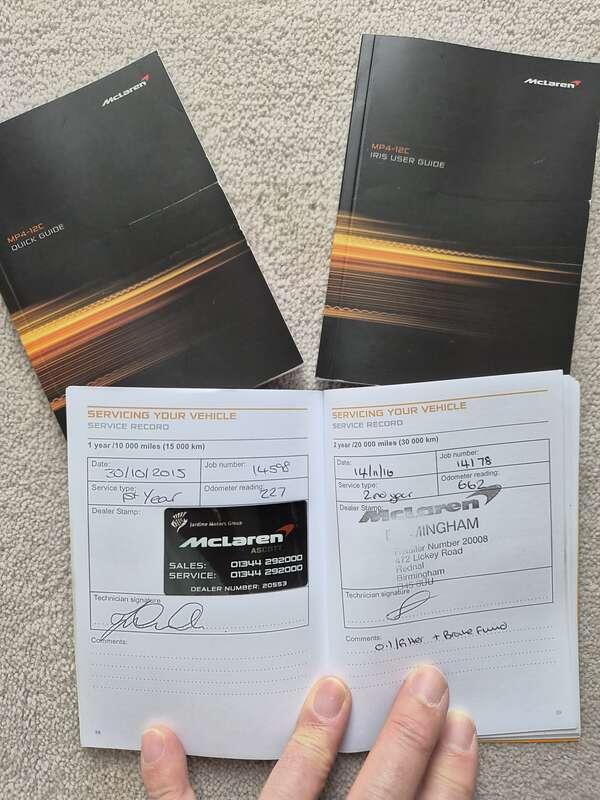 McLaren
MP4-12C
QUICK GUIDE
McLaren
MP4-12C
IRIS USER GUIDE
SERVICING YOUR VEHICLE
SERVICE RECORD
1 year /10 000 miles (15 000 km)
Date: 30/10/2015
Job number: 14598
Service type: 1st Year
Odometer reading: 227
Dealer Stamp:
Jardine Motors Group
McLaren
ASCOT
SALES: 01344 292000
SERVICE: 01344 292000
DEALER NUMBER: 20553
Technician signature
Comments:
SERVICING YOUR VEHICLE
SERVICE RECORD
2 year /20 000 miles (30 000 km)
Date: 14/11/16
Job number: 14178
Service type: 2nd year
Odometer reading: 662
Dealer Stamp:
McLaren
BIRMINGHAM
Retailer Number 20008
472 Lickey Road
Rednal
Birmingham
B45 8UU
Technician signature
Comments: Oil/Filter + Brake Fluid